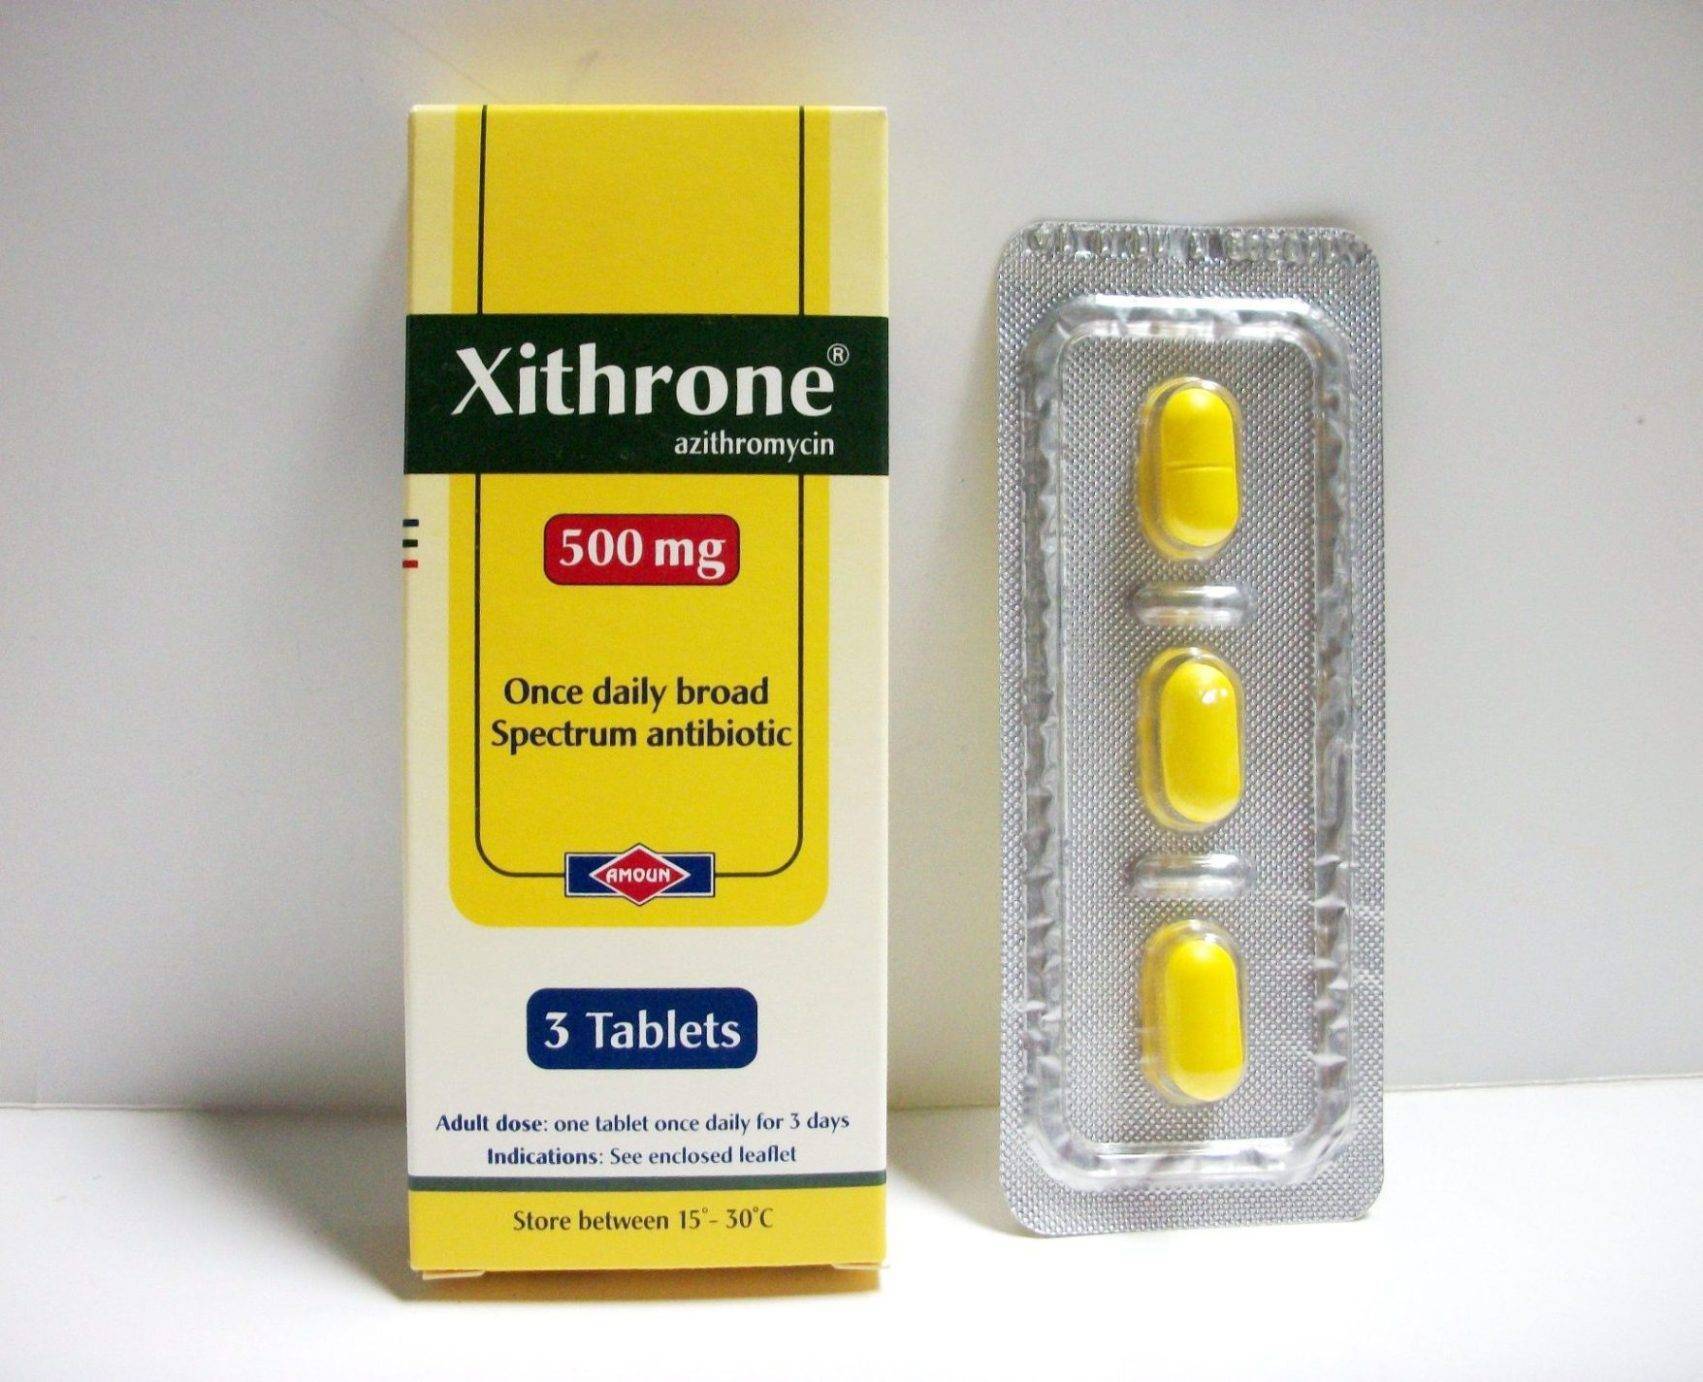 Xithrone®
azithromycin
500 mg
Once daily broad
Spectrum antibiotic
AMOUN
3 Tablets
Adult dose: one tablet once daily for 3 days
Indications: See enclosed leaflet
Store between 15°- 30°C